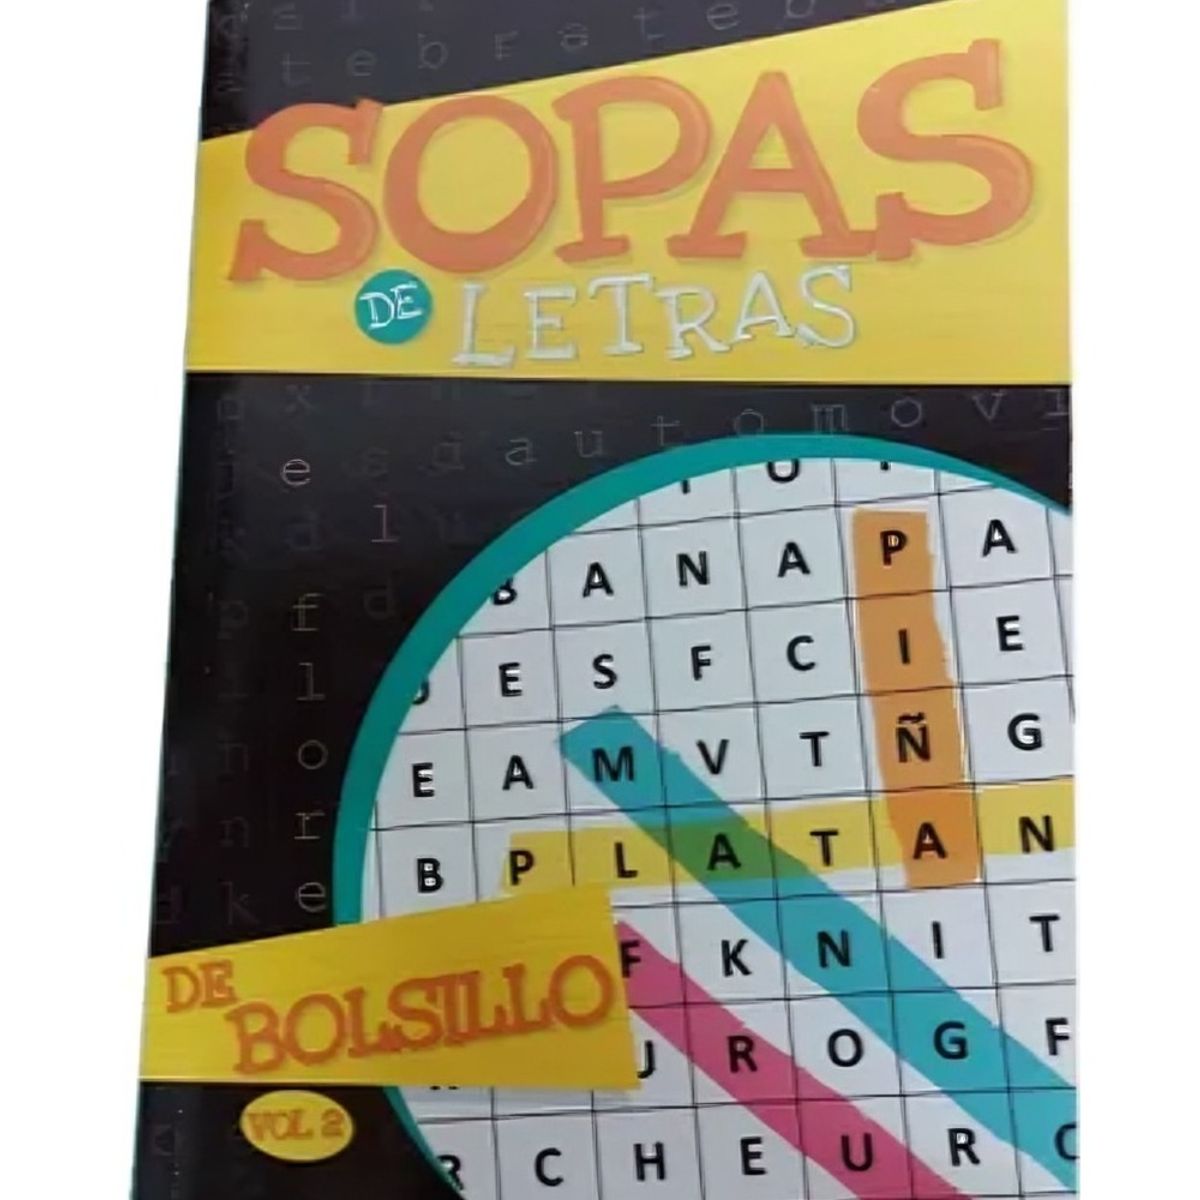 t e b r a t e b
SOPAS
DE LETRAS
d a u t o m o v i
e
l
f
l
o
r
e
B A N A P A
E S F C I E
E A M V T Ñ G
B P L A T A N
F K N I T
DE
BOLSILLO
J R O G F
VOL 2
R C H E U R C